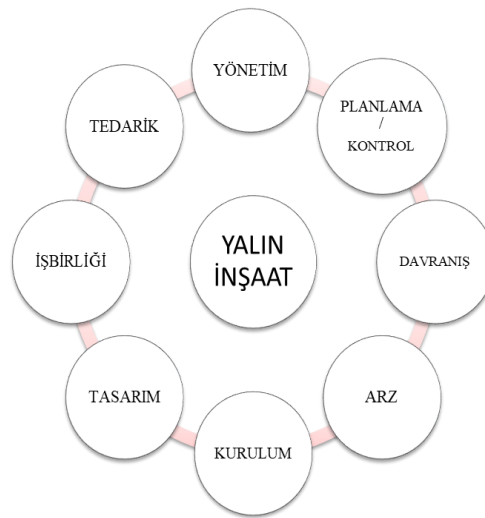 YÖNETİM
PLANLAMA
/
KONTROL
TEDARİK
İŞBİRLİĞİ
YALIN
İNŞAAT
DAVRANIŞ
TASARIM
ARZ
KURULUM